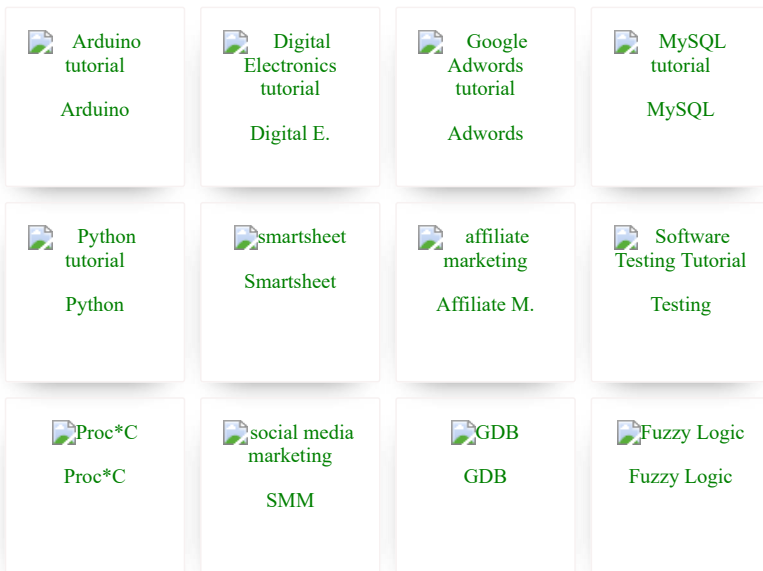 Arduino
tutorial
Arduino
Digital
Electronics
tutorial
Digital E.
Google
Adwords
tutorial
Adwords
MySQL
tutorial
MySQL
Python
tutorial
Python
smartsheet
Smartsheet
affiliate
marketing
Affiliate M.
Software
Testing Tutorial
Testing
Proc*C
Proc*C
social media
marketing
SMM
GDB
GDB
Fuzzy Logic
Fuzzy Logic